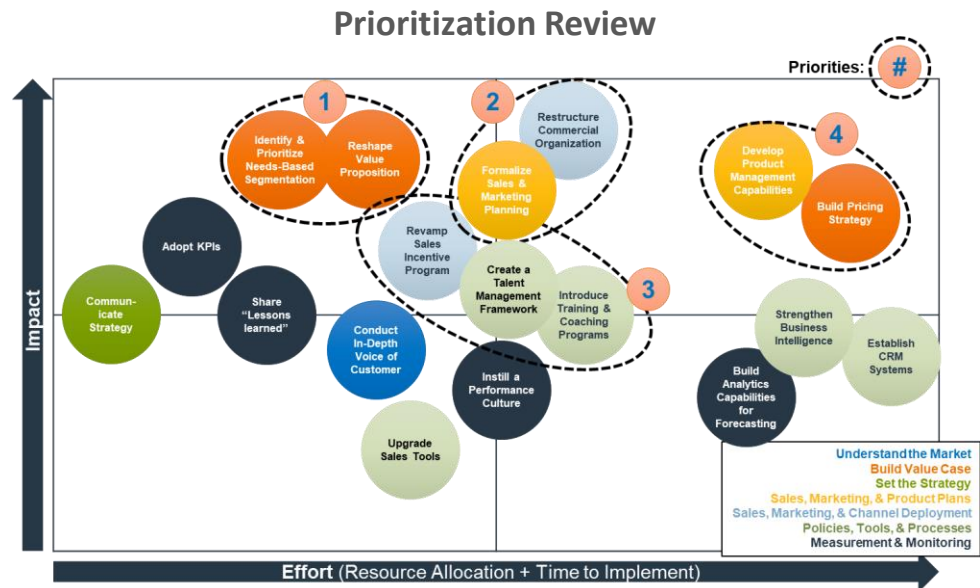 Prioritization Review
Priorities:
#
1
2
4
3
Identify &
Prioritize
Needs-Based
Segmentation
Reshape
Value
Proposition
Restructure
Commercial
Organization
Formalize
Sales &
Marketing
Planning
Develop
Product
Management
Capabilities
Build Pricing
Strategy
Adopt KPIs
Revamp
Sales
Incentive
Program
Commun-
icate
Strategy
Share
“Lessons
learned”
Create a
Talent
Management
Framework
Introduce
Training &
Coaching
Programs
Conduct
In-Depth
Voice of
Customer
Strengthen
Business
Intelligence
Establish
CRM
Systems
Instill a
Performance
Culture
Build
Analytics
Capabilities
for
Forecasting
Upgrade
Sales Tools
Understand the Market
Build Value Case
Set the Strategy
Sales, Marketing, & Product Plans
Sales, Marketing, & Channel Deployment
Policies, Tools, & Processes
Measurement & Monitoring
Impact
Effort (Resource Allocation + Time to Implement)